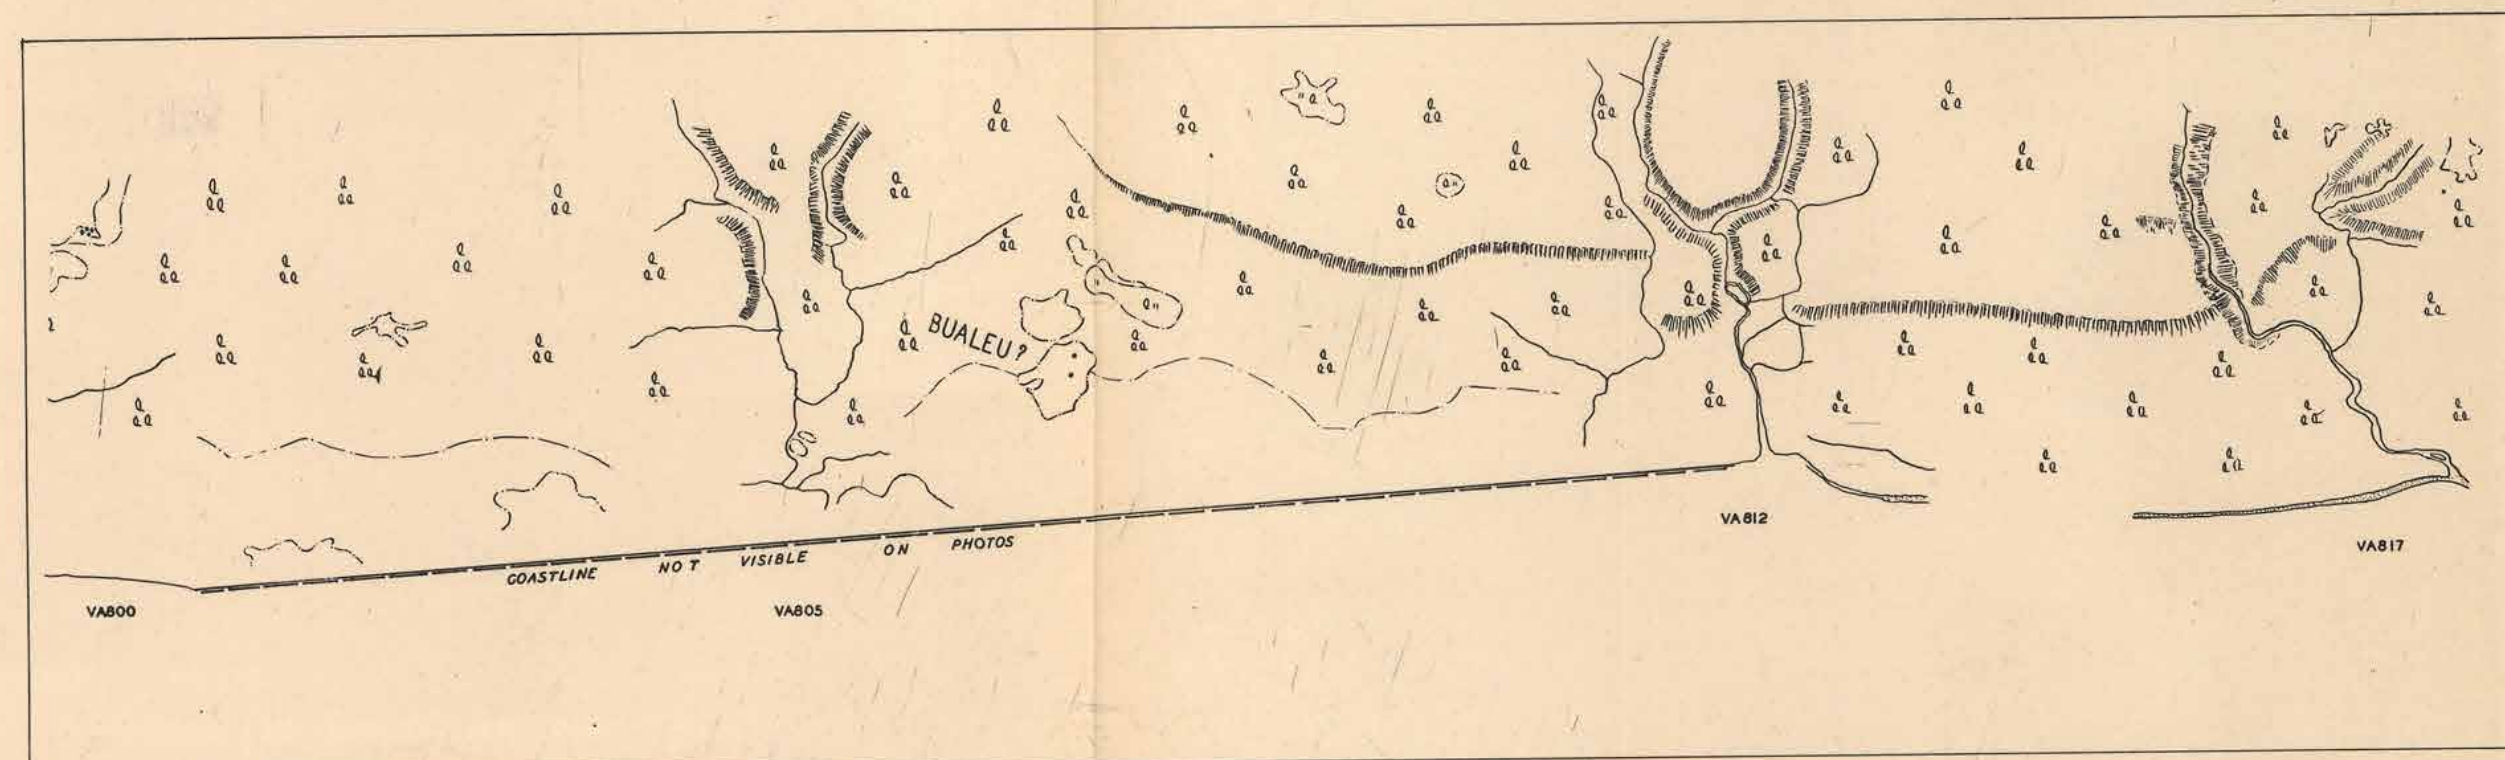 BUALEU?
COASTLINE NOT VISIBLE ON PHOTOS
VA800
VA805
VA812
VA817